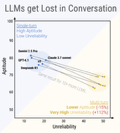 LLMs get Lost in Conversation
Single-turn
High Aptitude
Low Unreliability
Gemini 2.5 Pro
Claude 3.7 sonnet
GPT-4.1
Aptitude
Multi-turn
Lower Aptitude (-15%)
Very High Unreliability (+112%)
Unreliability